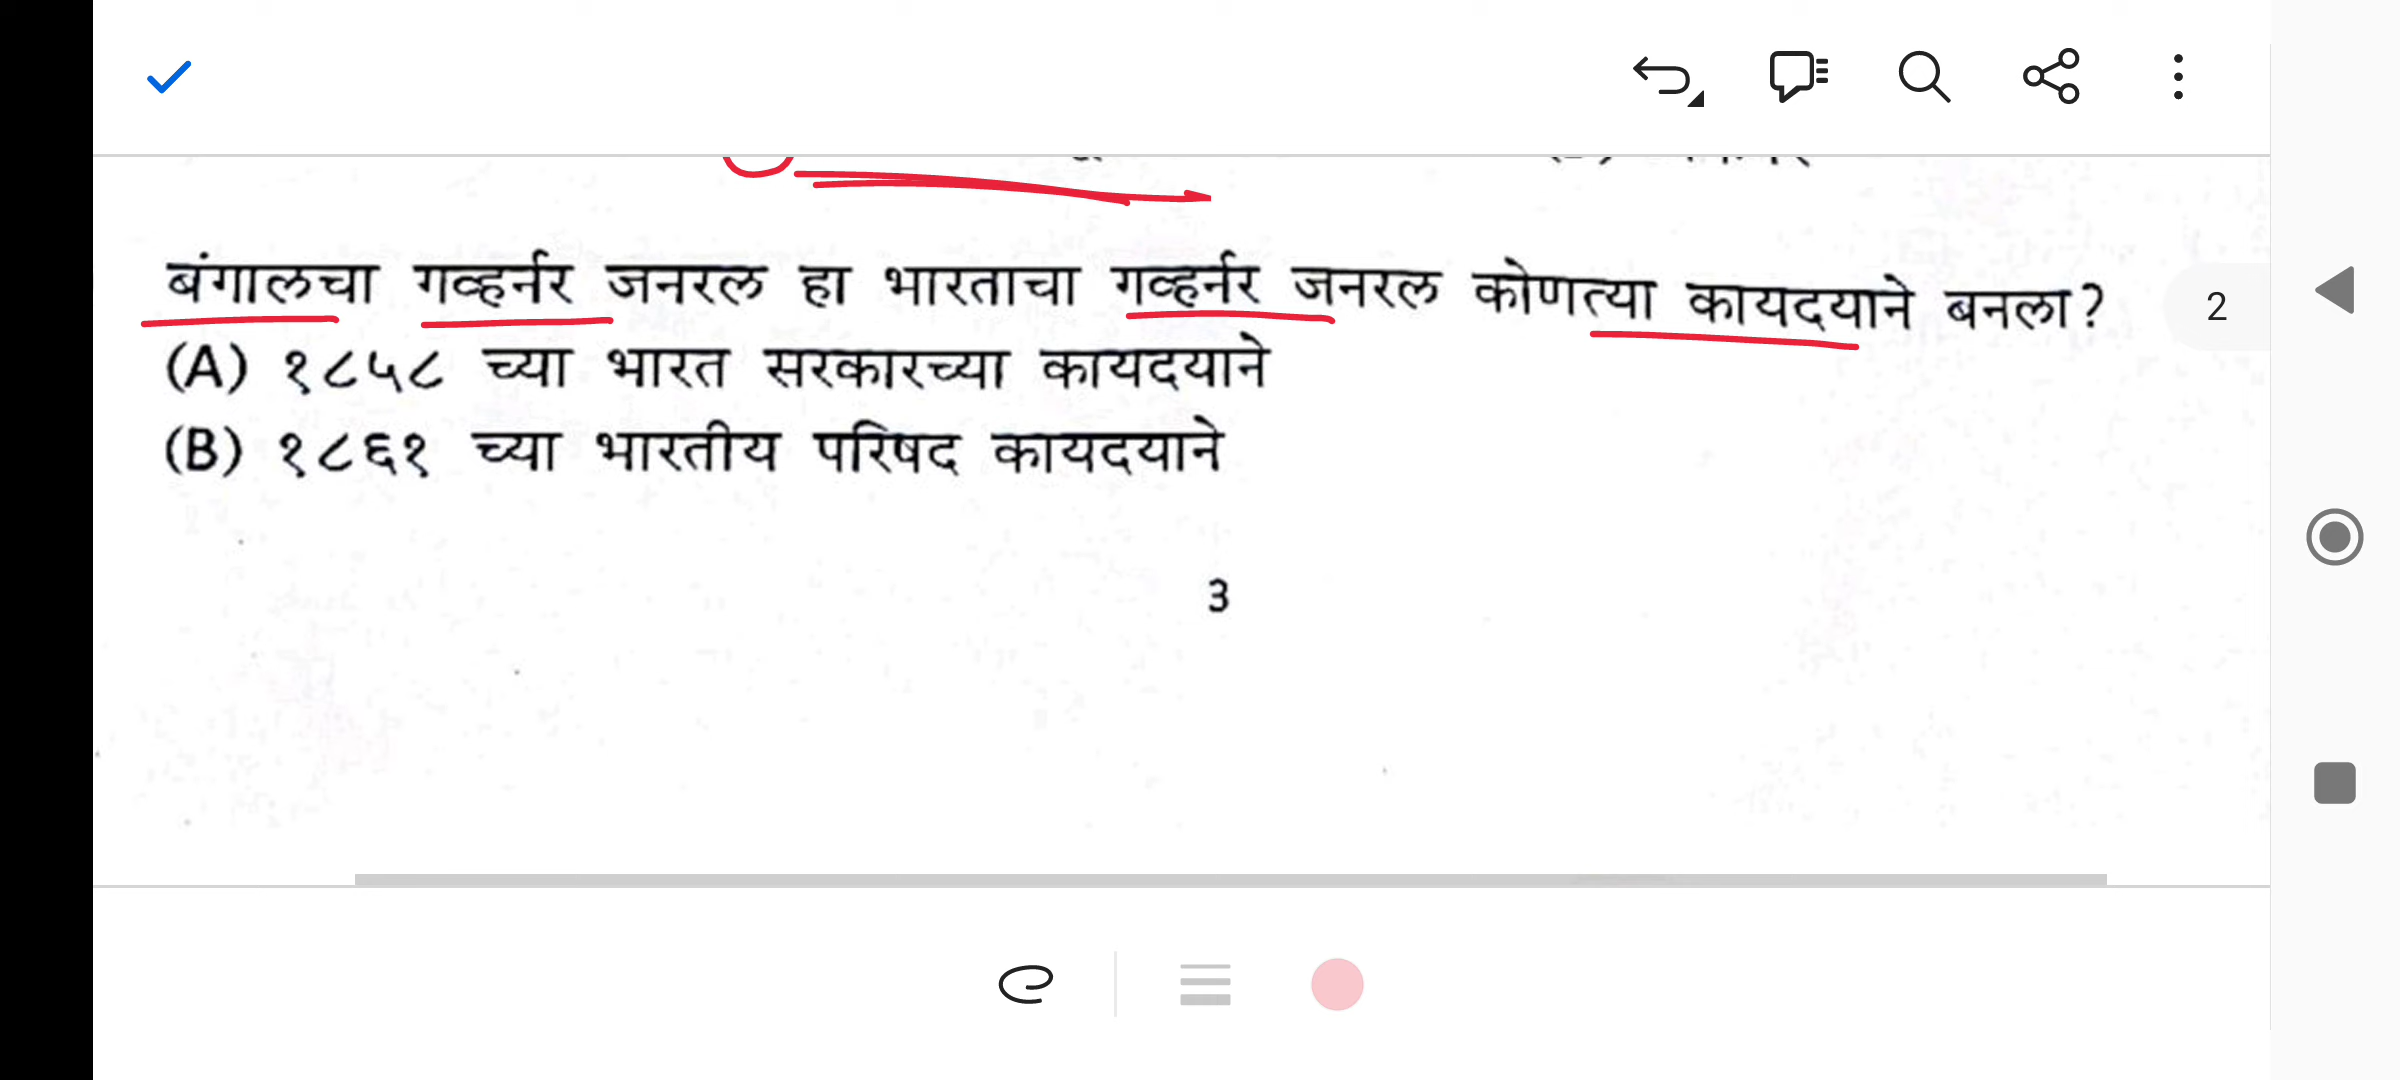 बंगालचा गव्हर्नर जनरल हा भारताचा गव्हर्नर जनरल कोणत्या कायदयाने बनला?
2
(A) १८५८ च्या भारत सरकारच्या कायदयाने
(B) १८६१ च्या भारतीय परिषद कायदयाने
3